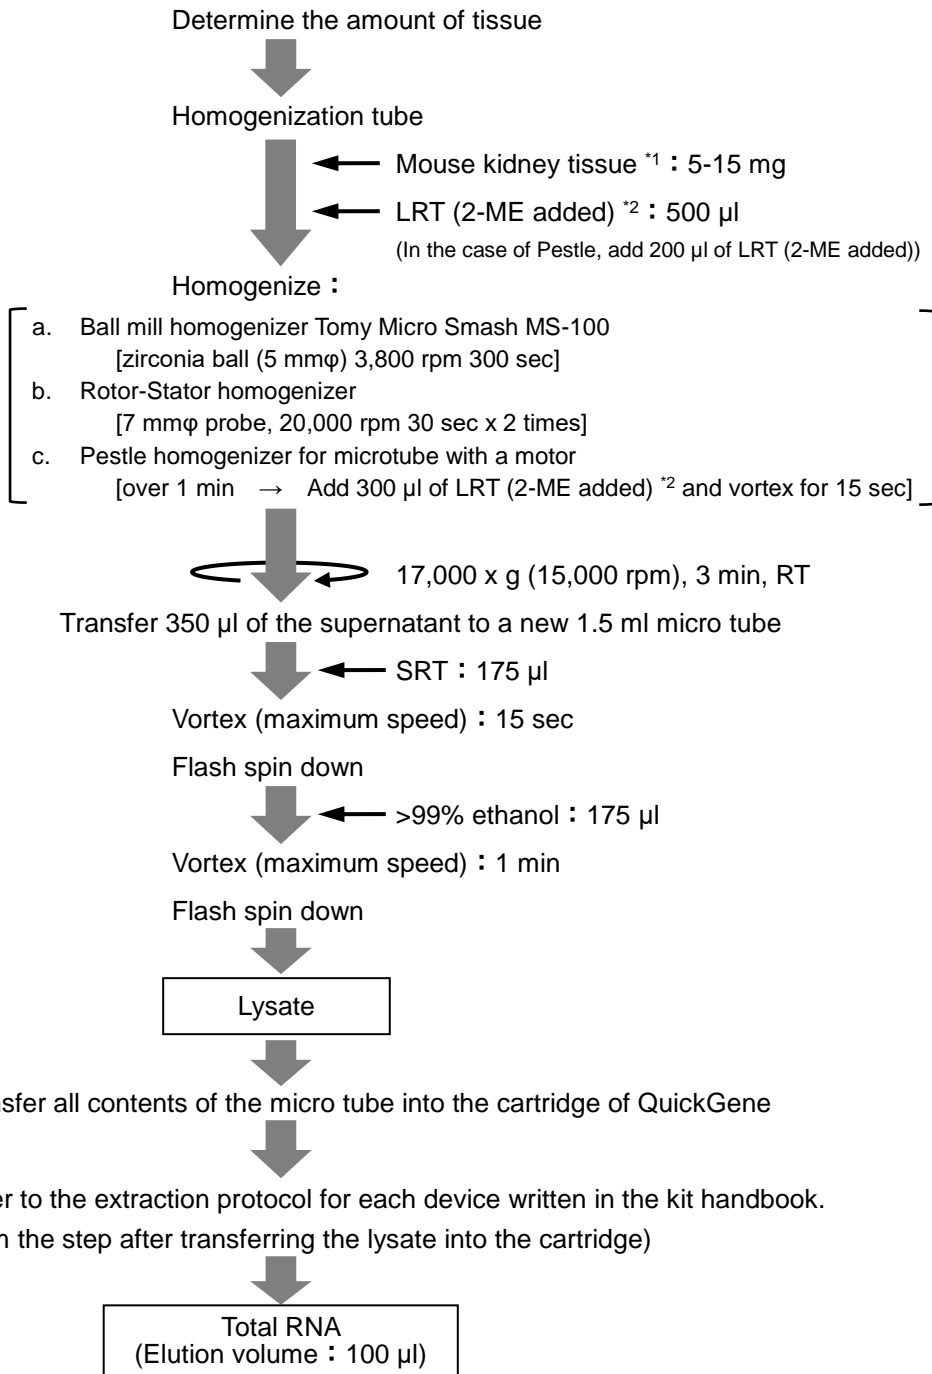 Determine the amount of tissue
Homogenization tube
Mouse kidney tissue *1：5-15 mg
LRT (2-ME added) *2：500 µl
(In the case of Pestle, add 200 µl of LRT (2-ME added))
Homogenize：
a. Ball mill homogenizer Tomy Micro Smash MS-100
[zirconia ball (5 mmφ) 3,800 rpm 300 sec]
b. Rotor-Stator homogenizer
[7 mmφ probe, 20,000 rpm 30 sec x 2 times]
c. Pestle homogenizer for microtube with a motor
[over 1 min → Add 300 µl of LRT (2-ME added) *2 and vortex for 15 sec]
17,000 x g (15,000 rpm), 3 min, RT
Transfer 350 µl of the supernatant to a new 1.5 ml micro tube
SRT：175 µl
Vortex (maximum speed)：15 sec
Flash spin down
>99% ethanol：175 µl
Vortex (maximum speed)：1 min
Flash spin down
Lysate
nsfer all contents of the micro tube into the cartridge of QuickGene
er to the extraction protocol for each device written in the kit handbook.
the step after transferring the lysate into the cartridge)
Total RNA
(Elution volume：100 µl)